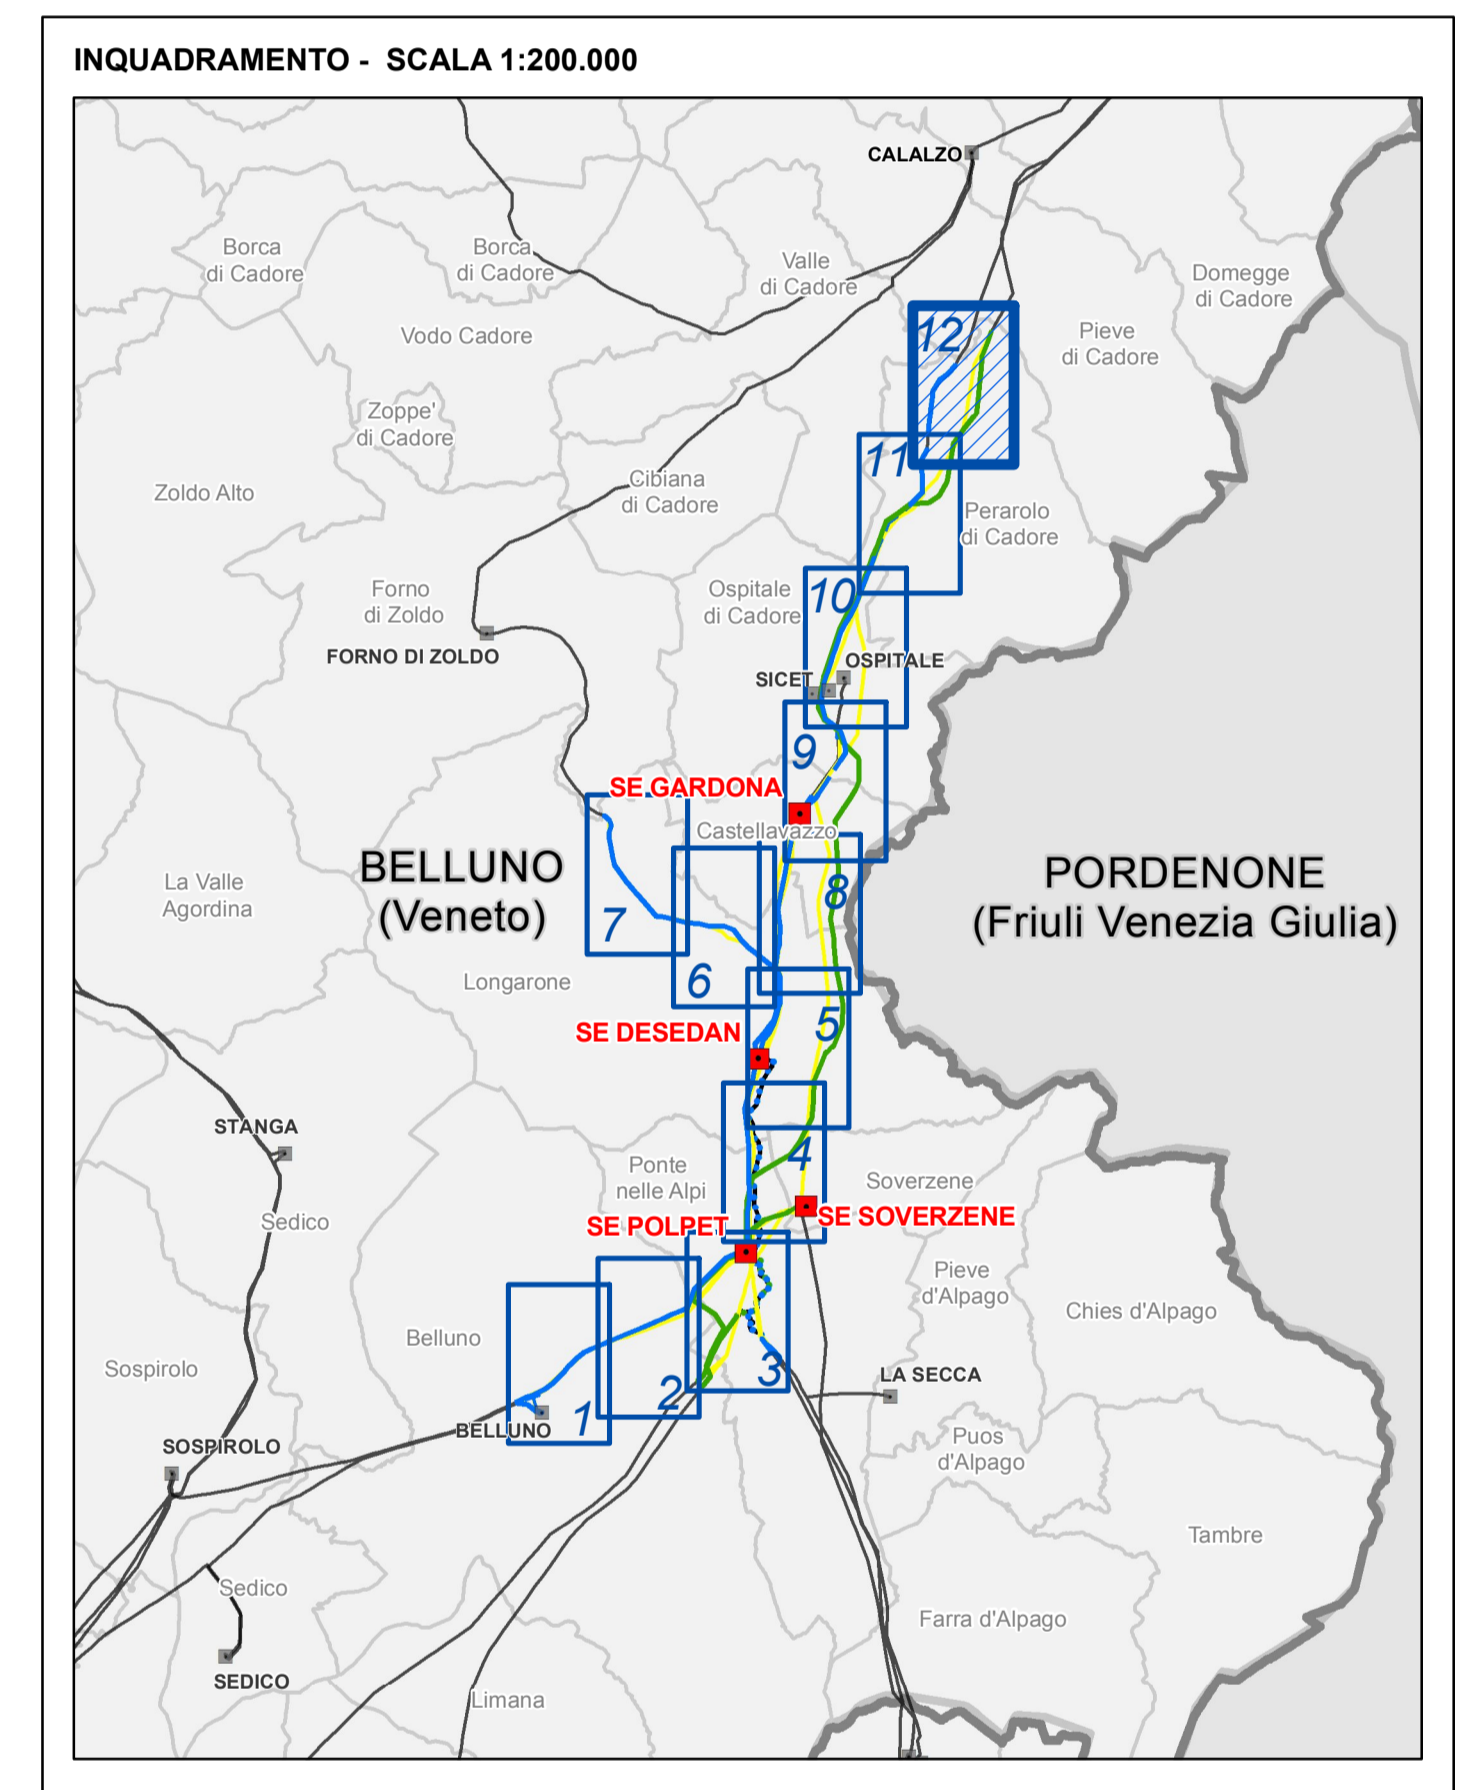 INQUADRAMENTO - SCALA 1:200.000
CALALZO
Borca
di Cadore
Borca
di Cadore
Valle
di Cadore
Domegge
di Cadore
Vodo Cadore
12
Pieve
di Cadore
Zoppe'
di Cadore
11
Zoldo Alto
Cibiana
di Cadore
Perarolo
di Cadore
Forno
di Zoldo
Ospitale
di Cadore
10
FORNO DI ZOLDO
OSPITALE
SICET
9
SE GARDONA
Castellavazzo
BELLUNO
(Veneto)
PORDENONE
(Friuli Venezia Giulia)
La Valle
Agordina
8
7
6
Longarone
5
SE DESEDAN
STANGA
4
Ponte
nelle Alpi
Soverzene
Sedico
SE POLPET
SE SOVERZENE
Pieve
d'Alpago
Chies d'Alpago
Belluno
Sospirolo
3
LA SECCA
2
1
BELLUNO
SOSPIROLO
Puos
d'Alpago
Tambre
Sedico
Farra d'Alpago
SEDICO
Limana